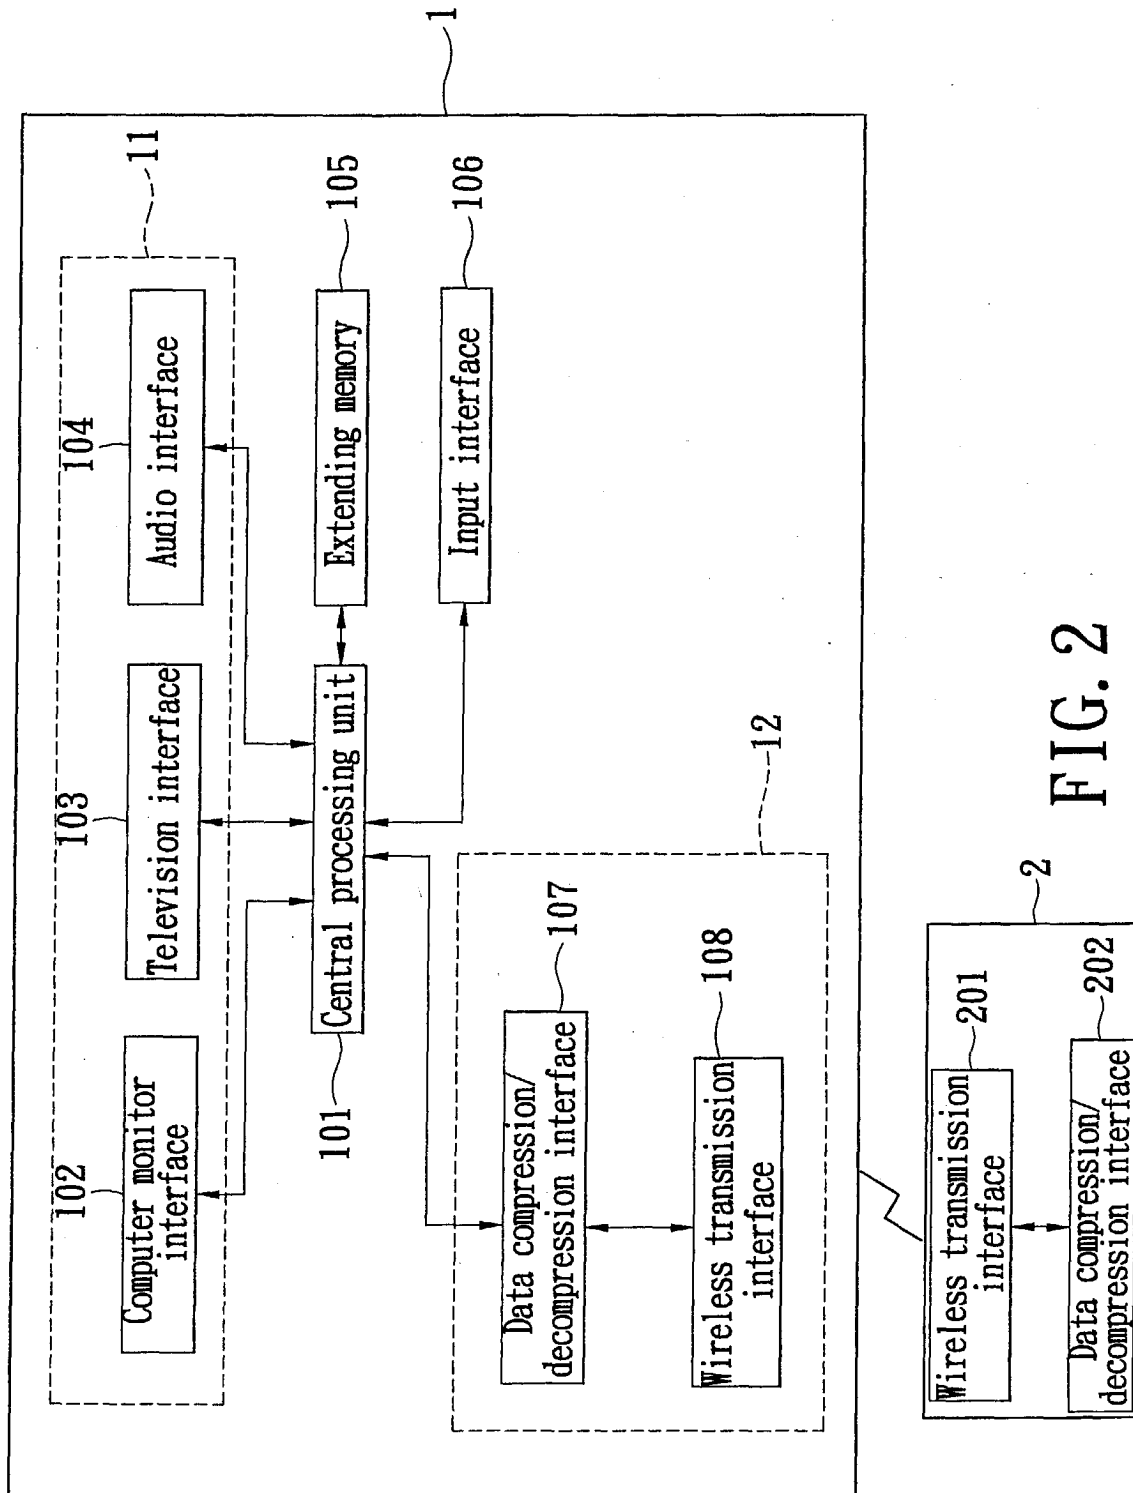 1
11
104
Audio interface
103
Television interface
102
Computer monitor
interface
105
Extending memory
101
Central processing unit
106
Input interface
12
107
Data compression/
decompression interface
108
Wireless transmission
interface
2
201
Wireless transmission
interface
202
Data compression/
decompression interface
FIG. 2